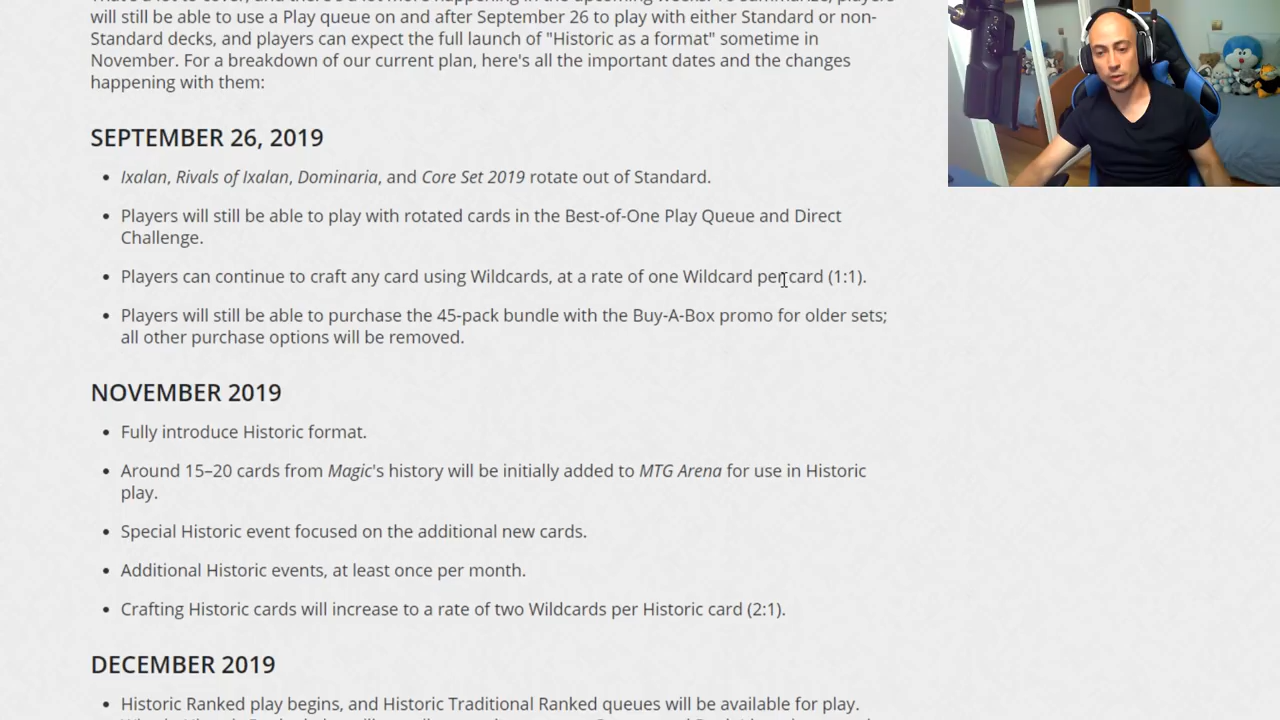 will still be able to use a Play queue on and after September 26 to play with either Standard or non-
Standard decks, and players can expect the full launch of "Historic as a format" sometime in
November. For a breakdown of our current plan, here's all the important dates and the changes
happening with them:
SEPTEMBER 26, 2019
• Ixalan, Rivals of Ixalan, Dominaria, and Core Set 2019 rotate out of Standard.
• Players will still be able to play with rotated cards in the Best-of-One Play Queue and Direct
Challenge.
• Players can continue to craft any card using Wildcards, at a rate of one Wildcard per card (1:1).
• Players will still be able to purchase the 45-pack bundle with the Buy-A-Box promo for older sets;
all other purchase options will be removed.
NOVEMBER 2019
• Fully introduce Historic format.
• Around 15–20 cards from Magic's history will be initially added to MTG Arena for use in Historic
play.
• Special Historic event focused on the additional new cards.
• Additional Historic events, at least once per month.
• Crafting Historic cards will increase to a rate of two Wildcards per Historic card (2:1).
DECEMBER 2019
• Historic Ranked play begins, and Historic Traditional Ranked queues will be available for play.